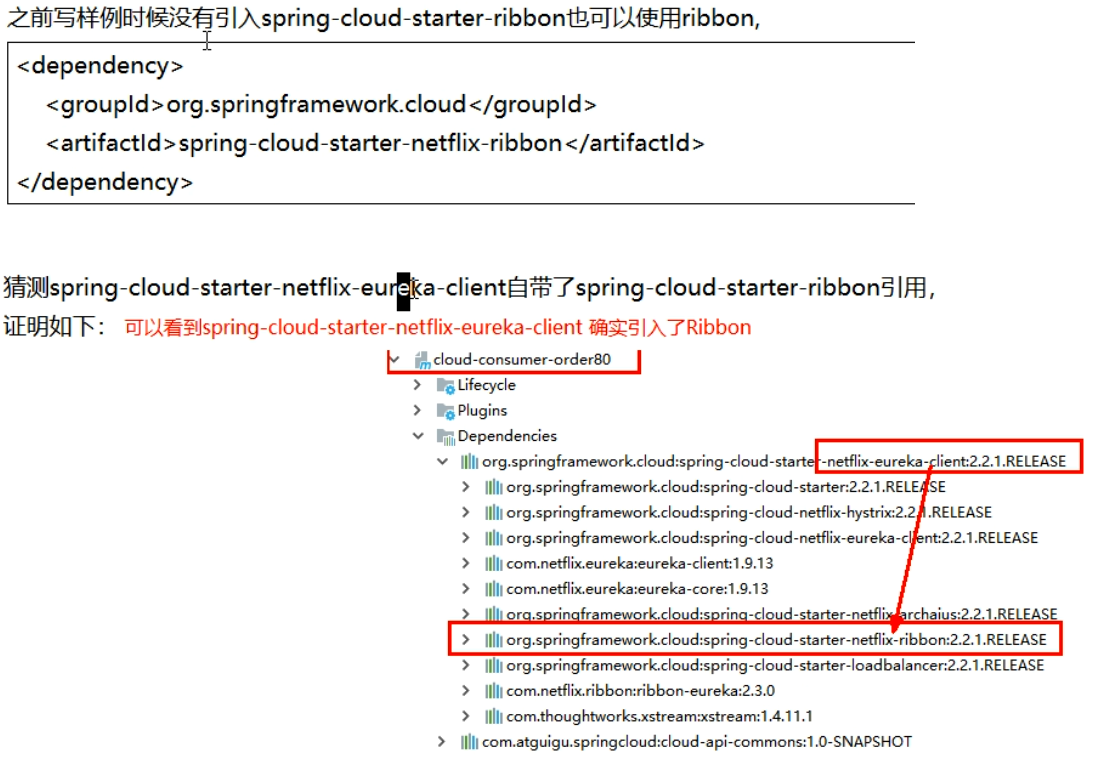 之前写样例时候没有引入spring-cloud-starter-ribbon也可以使用ribbon,
<dependency>
<groupId>org.springframework.cloud</groupId>
<artifactId>spring-cloud-starter-netflix-ribbon</artifactId>
</dependency>
猜测spring-cloud-starter-netflix-eureka-client自带了spring-cloud-starter-ribbon引用,
证明如下： 可以看到spring-cloud-starter-netflix-eureka-client 确实引入了Ribbon
cloud-consumer-order80
Lifecycle
Plugins
Dependencies
org.springframework.cloud:spring-cloud-starter-netflix-eureka-client:2.2.1.RELEASE
org.springframework.cloud:spring-cloud-starter:2.2.1.RELEASE
org.springframework.cloud:spring-cloud-netflix-hystrix:2.2.1.RELEASE
org.springframework.cloud:spring-cloud-netflix-eureka-client:2.2.1.RELEASE
com.netflix.eureka:eureka-client:1.9.13
com.netflix.eureka:eureka-core:1.9.13
org.springframework.cloud:spring-cloud-starter-netflix-archaius:2.2.1.RELEASE
org.springframework.cloud:spring-cloud-starter-netflix-ribbon:2.2.1.RELEASE
org.springframework.cloud:spring-cloud-starter-loadbalancer:2.2.1.RELEASE
com.netflix.ribbon:ribbon-eureka:2.3.0
com.thoughtworks.xstream:xstream:1.4.11.1
com.atguigu.springcloud:cloud-api-commons:1.0-SNAPSHOT